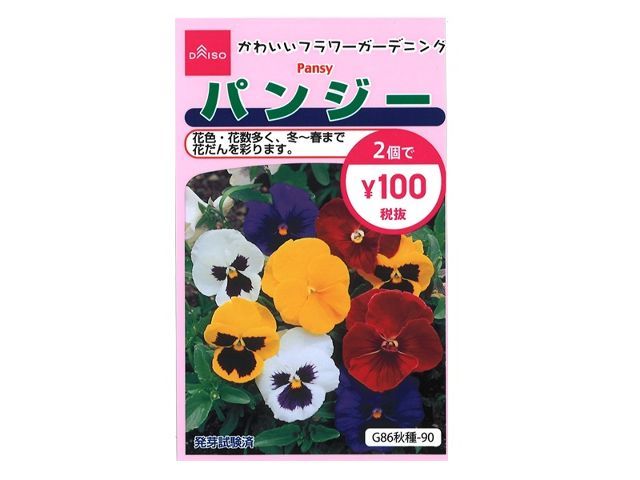 DAISO
かわいいフラワーガーデニング
Pansy
パンジー
花色・花数多く、冬～春まで
花だんを彩ります。
2個で
¥100
税抜
発芽試験済
G86秋種-90